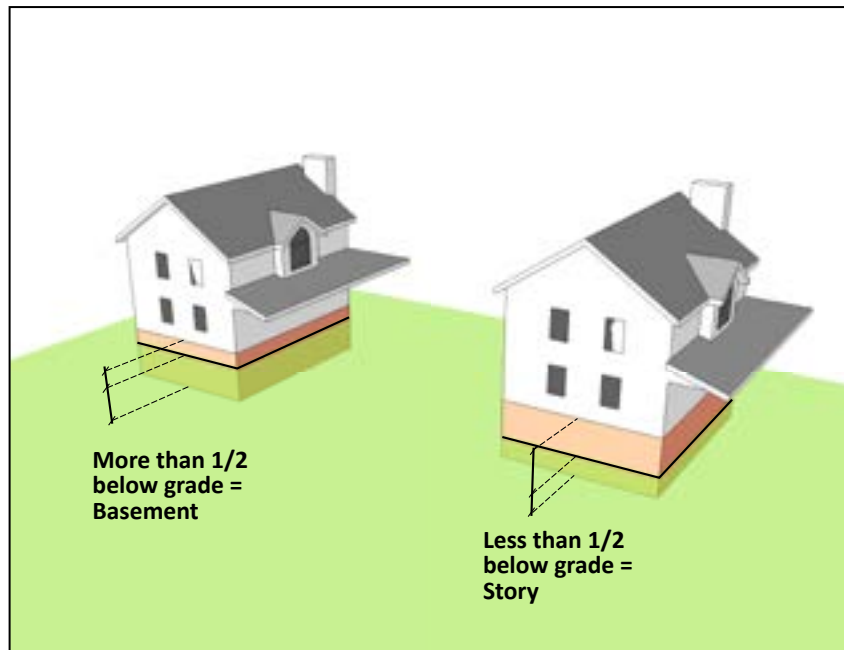 More than 1/2
below grade =
Basement
Less than 1/2
below grade =
Story